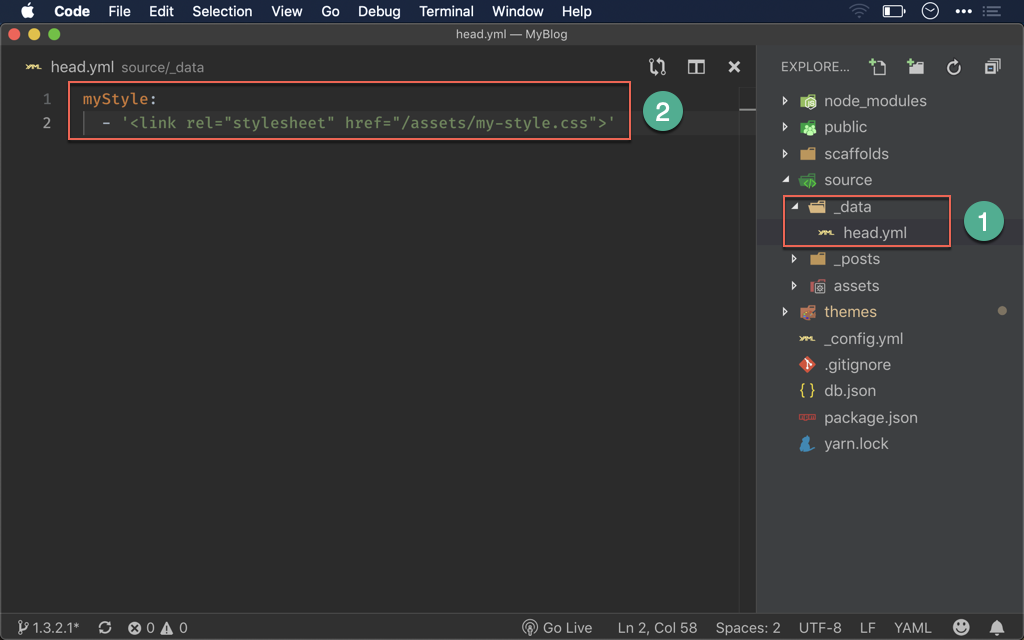 Code File Edit Selection View Go Debug Terminal Window Help
head.yml — MyBlog
head.yml source/_data
EXPLORE...
1 myStyle:
2 - '<link rel="stylesheet" href="/assets/my-style.css">'
2
node_modules
public
scaffolds
source
_data
head.yml
1
_posts
assets
themes
_config.yml
.gitignore
{ } db.json
package.json
yarn.lock
1.3.2.1* 0 0 Go Live Ln 2, Col 58 Spaces: 2 UTF-8 LF YAML